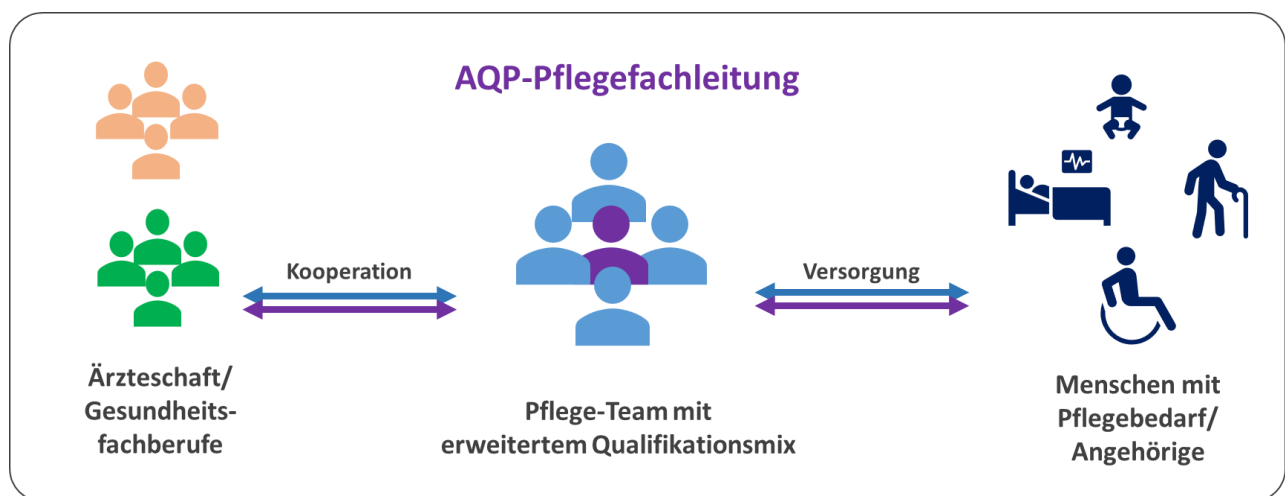 AQP-Pflegefachleitung
Kooperation
Versorgung
Ärzteschaft/
Gesundheits-
fachberufe
Pflege-Team mit
erweitertem Qualifikationsmix
Menschen mit
Pflegebedarf/
Angehörige